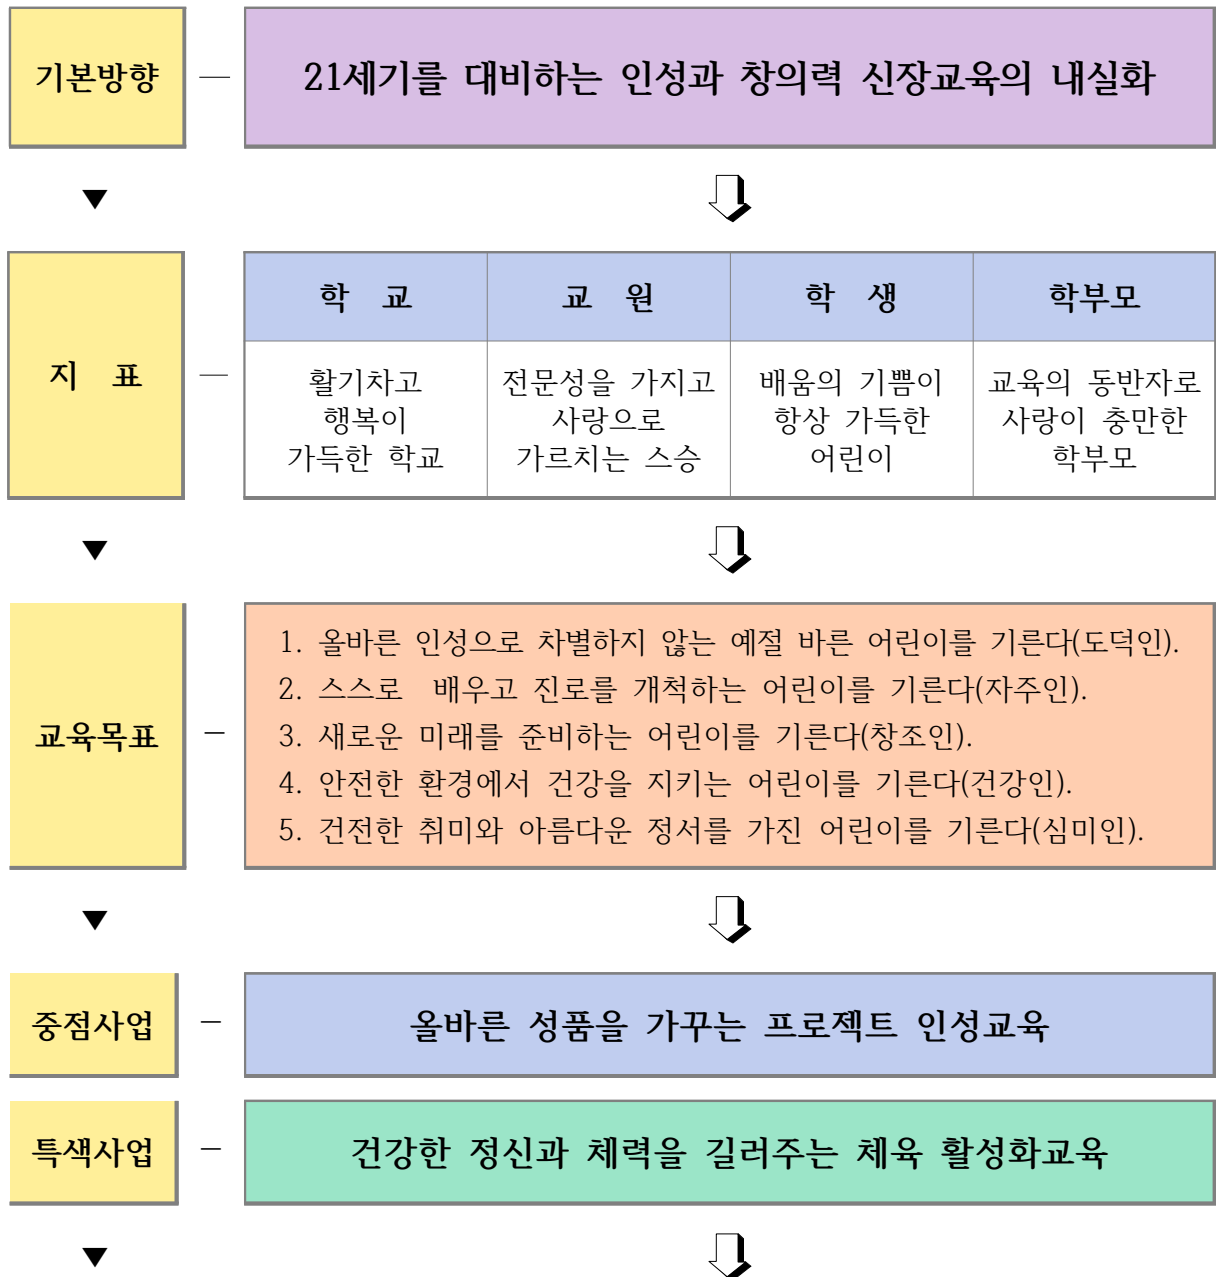 기본방향 — 21세기를 대비하는 인성과 창의력 신장교육의 내실화
▼
지 표 —
학 교 교 원 학 생 학부모
활기차고 전문성을 가지고 배움의 기쁨이 교육의 동반자로
행복이 사랑으로 항상 가득한 사랑이 충만한
가득한 학교 가르치는 스승 어린이 학부모
▼
교육목표 –
1. 올바른 인성으로 차별하지 않는 예절 바른 어린이를 기른다(도덕인).
2. 스스로 배우고 진로를 개척하는 어린이를 기른다(자주인).
3. 새로운 미래를 준비하는 어린이를 기른다(창조인).
4. 안전한 환경에서 건강을 지키는 어린이를 기른다(건강인).
5. 건전한 취미와 아름다운 정서를 가진 어린이를 기른다(심미인).
▼
중점사업 – 올바른 성품을 가꾸는 프로젝트 인성교육
특색사업 – 건강한 정신과 체력을 길러주는 체육 활성화교육
▼